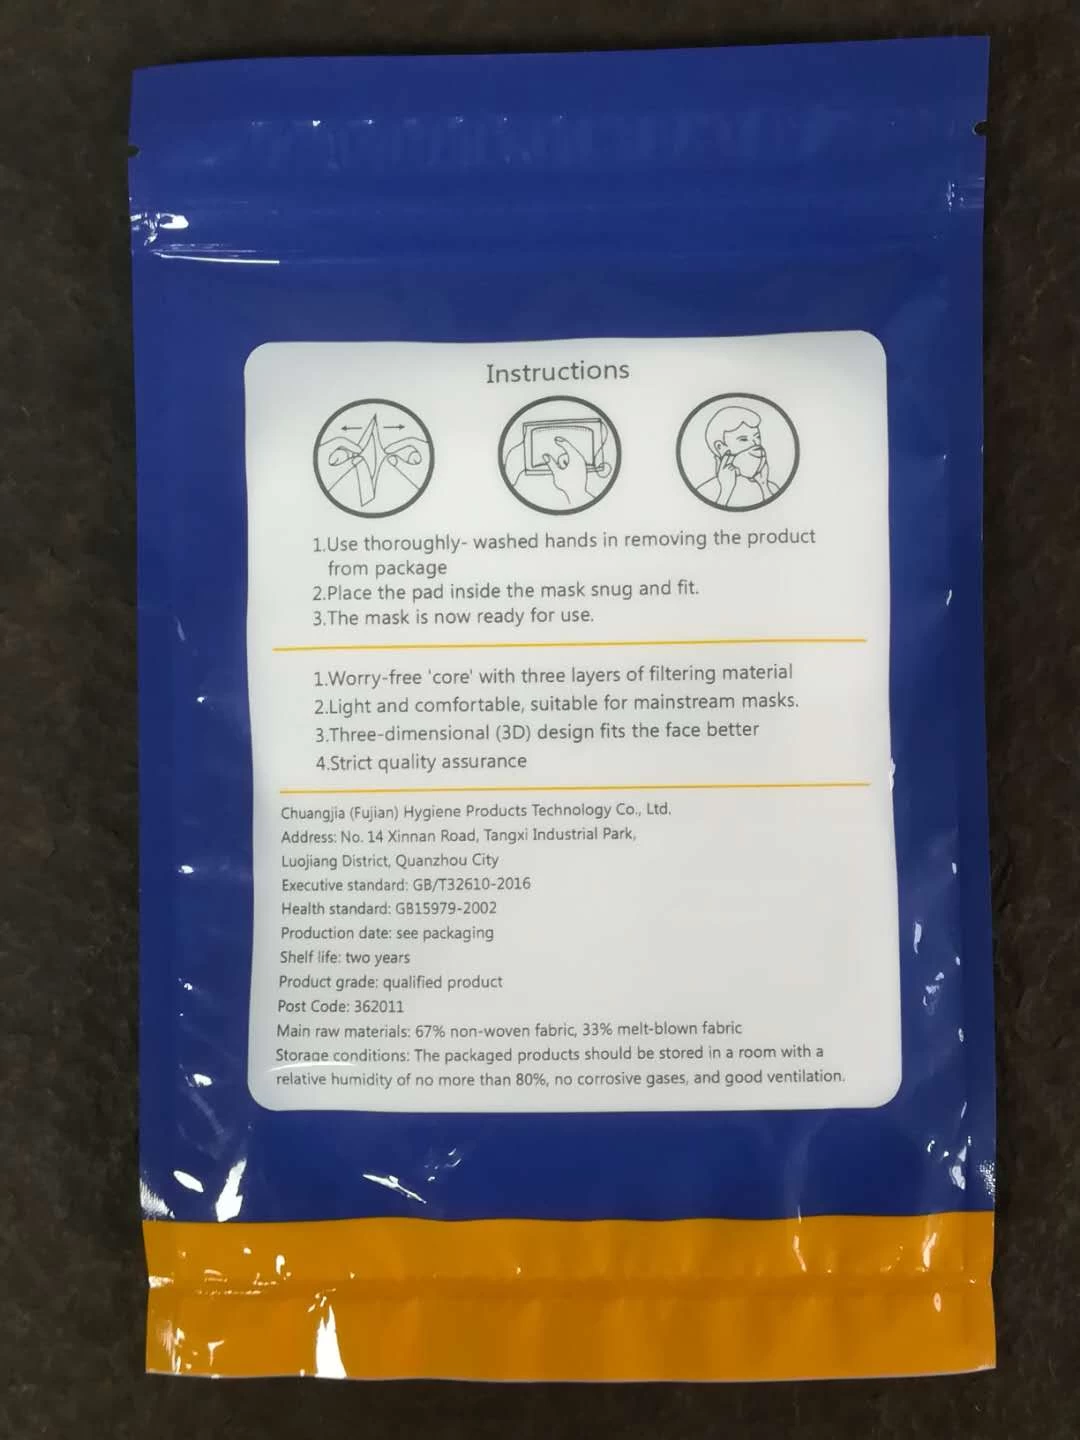 Instructions
1.Use thoroughly- washed hands in removing the product
from package
2.Place the pad inside the mask snug and fit.
3.The mask is now ready for use.
1.Worry-free 'core' with three layers of filtering material
2.Light and comfortable, suitable for mainstream masks.
3.Three-dimensional (3D) design fits the face better
4.Strict quality assurance
Chuangjia (Fujian) Hygiene Products Technology Co., Ltd.
Address: No. 14 Xinnan Road, Tangxi Industrial Park,
Luojiang District, Quanzhou City
Executive standard: GB/T32610-2016
Health standard: GB15979-2002
Production date: see packaging
Shelf life: two years
Product grade: qualified product
Post Code: 362011
Main raw materials: 67% non-woven fabric, 33% melt-blown fabric
Storage conditions: The packaged products should be stored in a room with a
relative humidity of no more than 80%, no corrosive gases, and good ventilation.